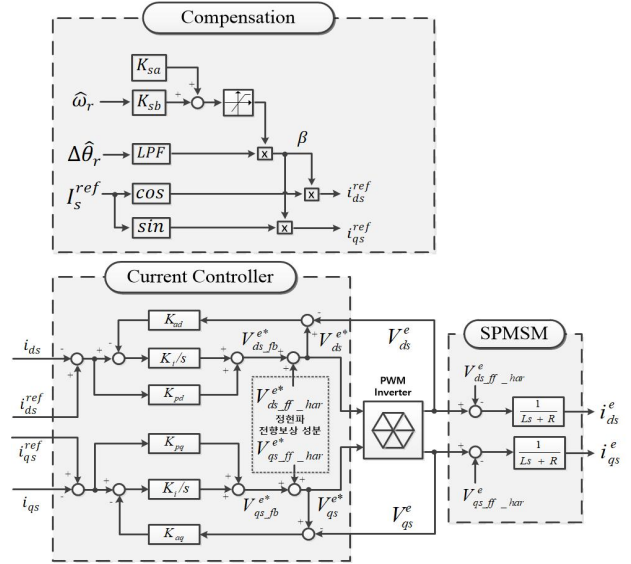 Compensation
K_sa
ω̂_r
K_sb
Δθ̂_r
LPF
β
x
x
I_s^ref
cos
i_ds^ref
sin
x
i_qs^ref
Current Controller
SPMSM
K_ad
i_ds
K_i/s
V_ds_fb^e*
V_ds^e*
V_ds^e
V_ds_ff_har^e
i_ds^ref
K_pd
V_ds_ff_har^e*
PWM
Inverter
1/(Ls + R)
i_ds^e
정현파
전향보상 성분
i_qs^ref
K_pq
V_qs_ff_har^e*
1/(Ls + R)
i_qs^e
i_qs
K_i/s
V_qs_fb^e*
V_qs^e*
V_qs^e
V_qs_ff_har^e
K_aq